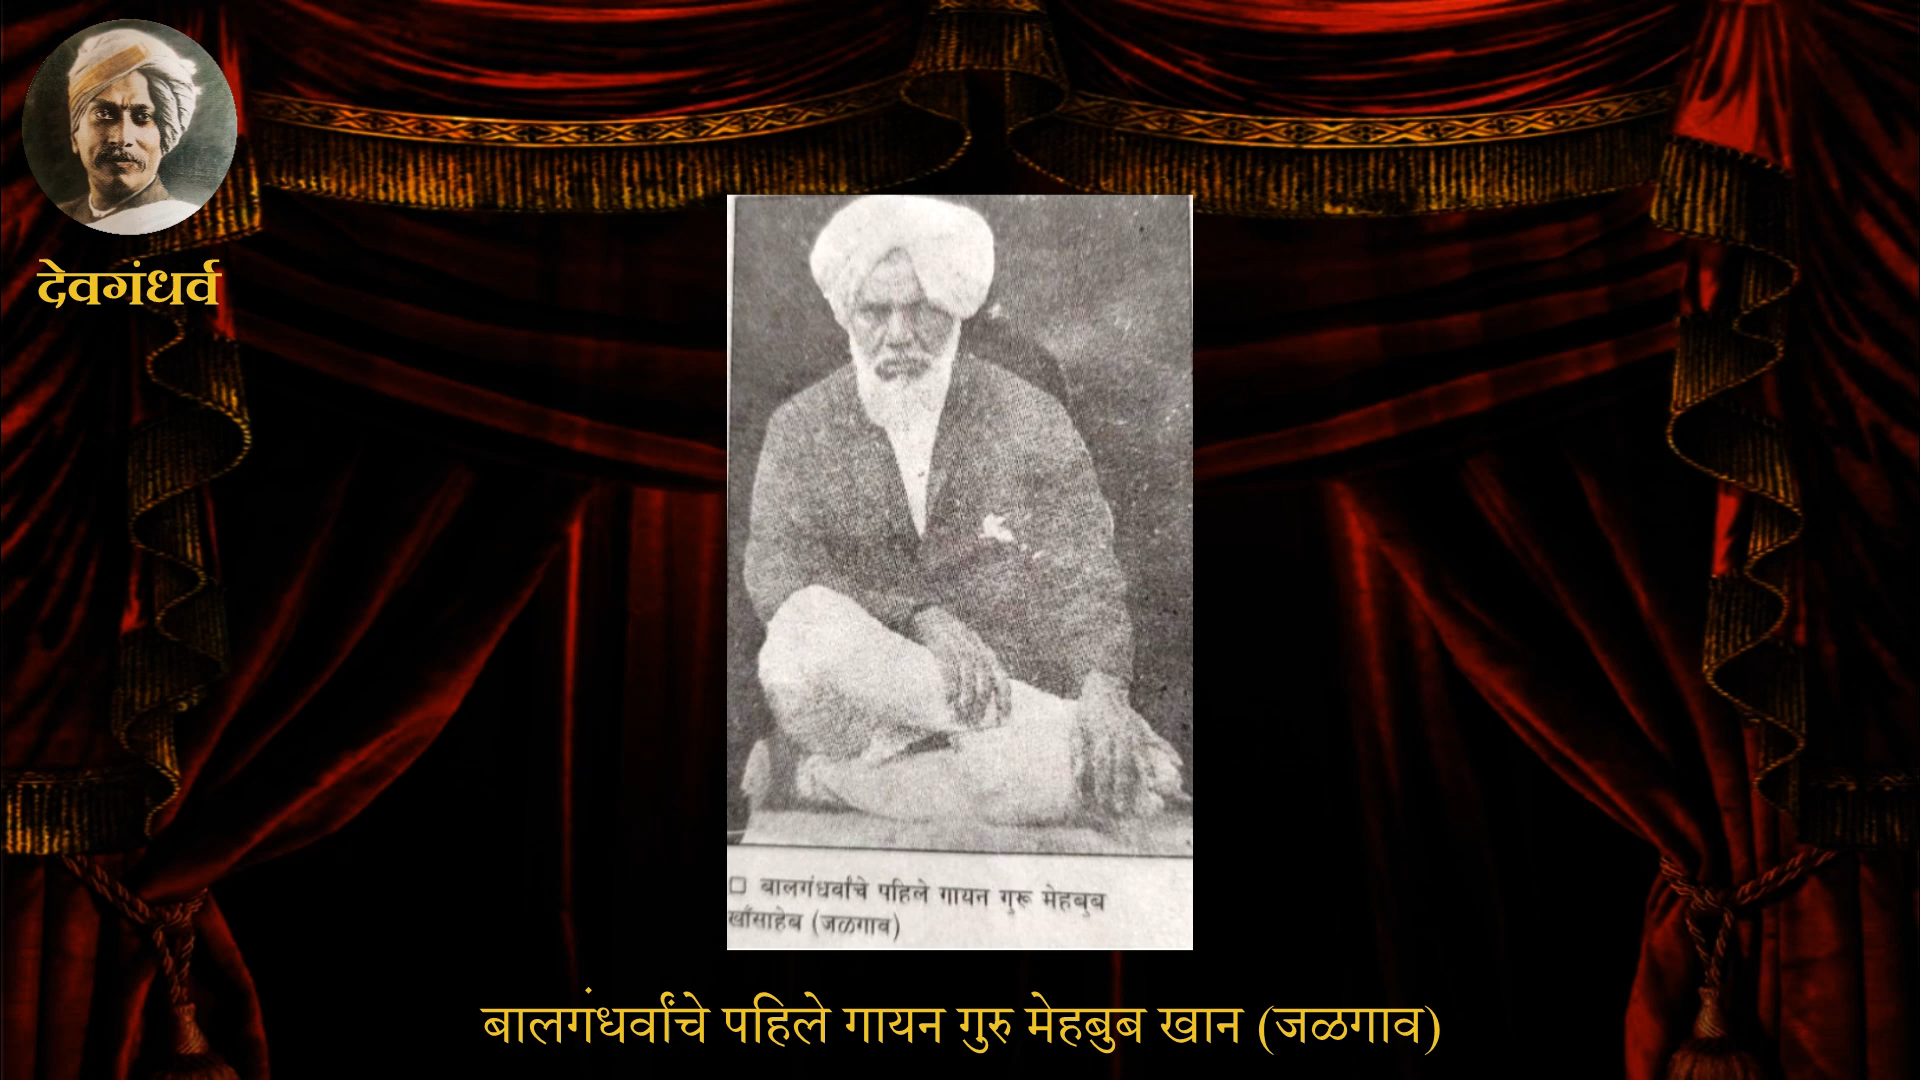 देवगंधर्व
□ बालगंधर्वांचे पहिले गायन गुरू मेहबुब
खाँसाहेब (जळगाव)
बालगंधर्वांचे पहिले गायन गुरु मेहबुब खान (जळगाव)